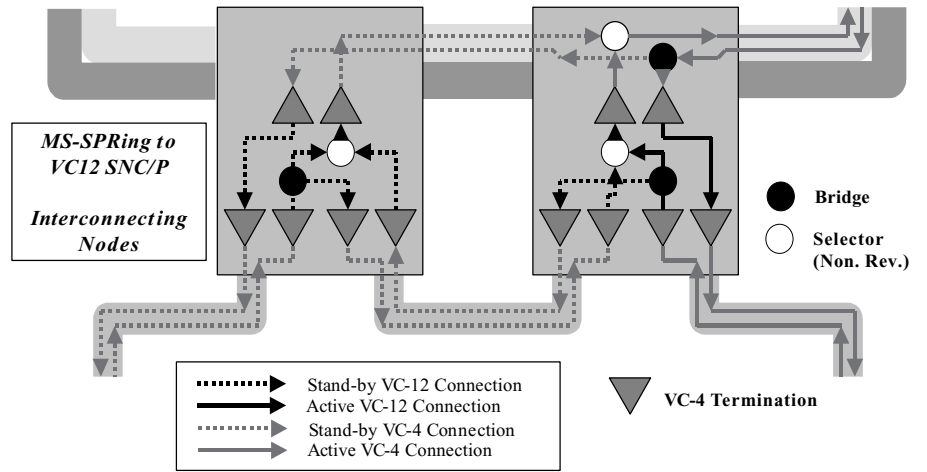 MS-SPRing to
VC12 SNC/P
Interconnecting
Nodes
Bridge
Selector
(Non. Rev.)
Stand-by VC-12 Connection
Active VC-12 Connection
Stand-by VC-4 Connection
Active VC-4 Connection
VC-4 Termination